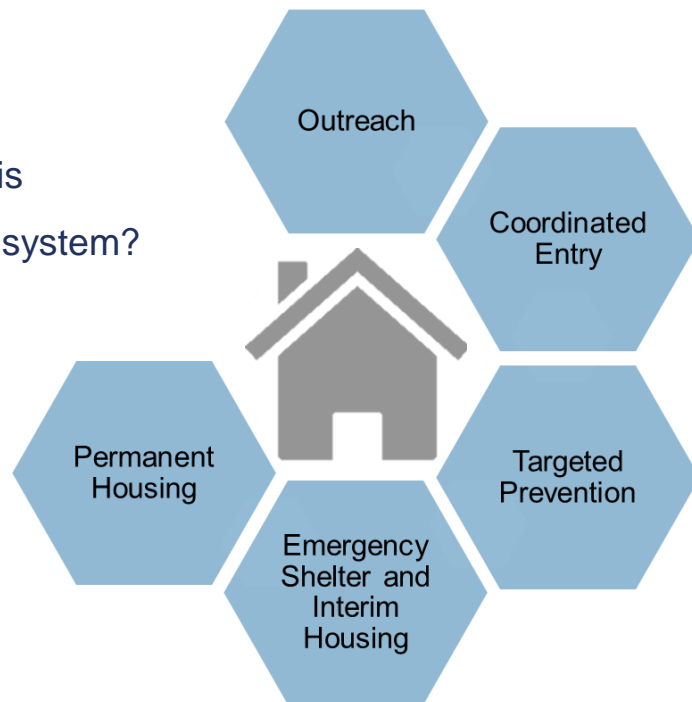 is
system?
Outreach
Coordinated
Entry
Targeted
Prevention
Emergency
Shelter and
Interim
Housing
Permanent
Housing